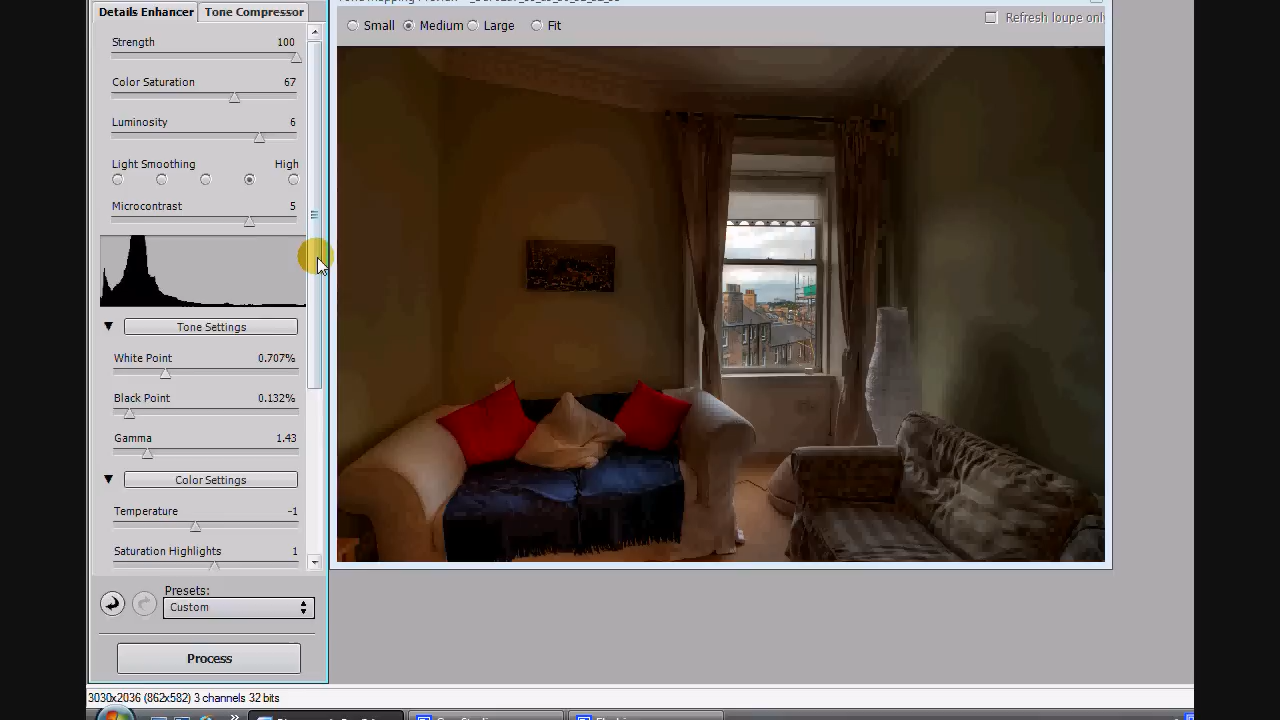 Details Enhancer
Tone Compressor
Strength 100
Color Saturation 67
Luminosity 6
Light Smoothing High
Microcontrast 5
Tone Settings
White Point 0.707%
Black Point 0.132%
Gamma 1.43
Color Settings
Temperature -1
Saturation Highlights 1
Presets:
Custom
Process
Small Medium Large Fit
Refresh loupe only
3030x2036 (862x582) 3 channels 32 bits